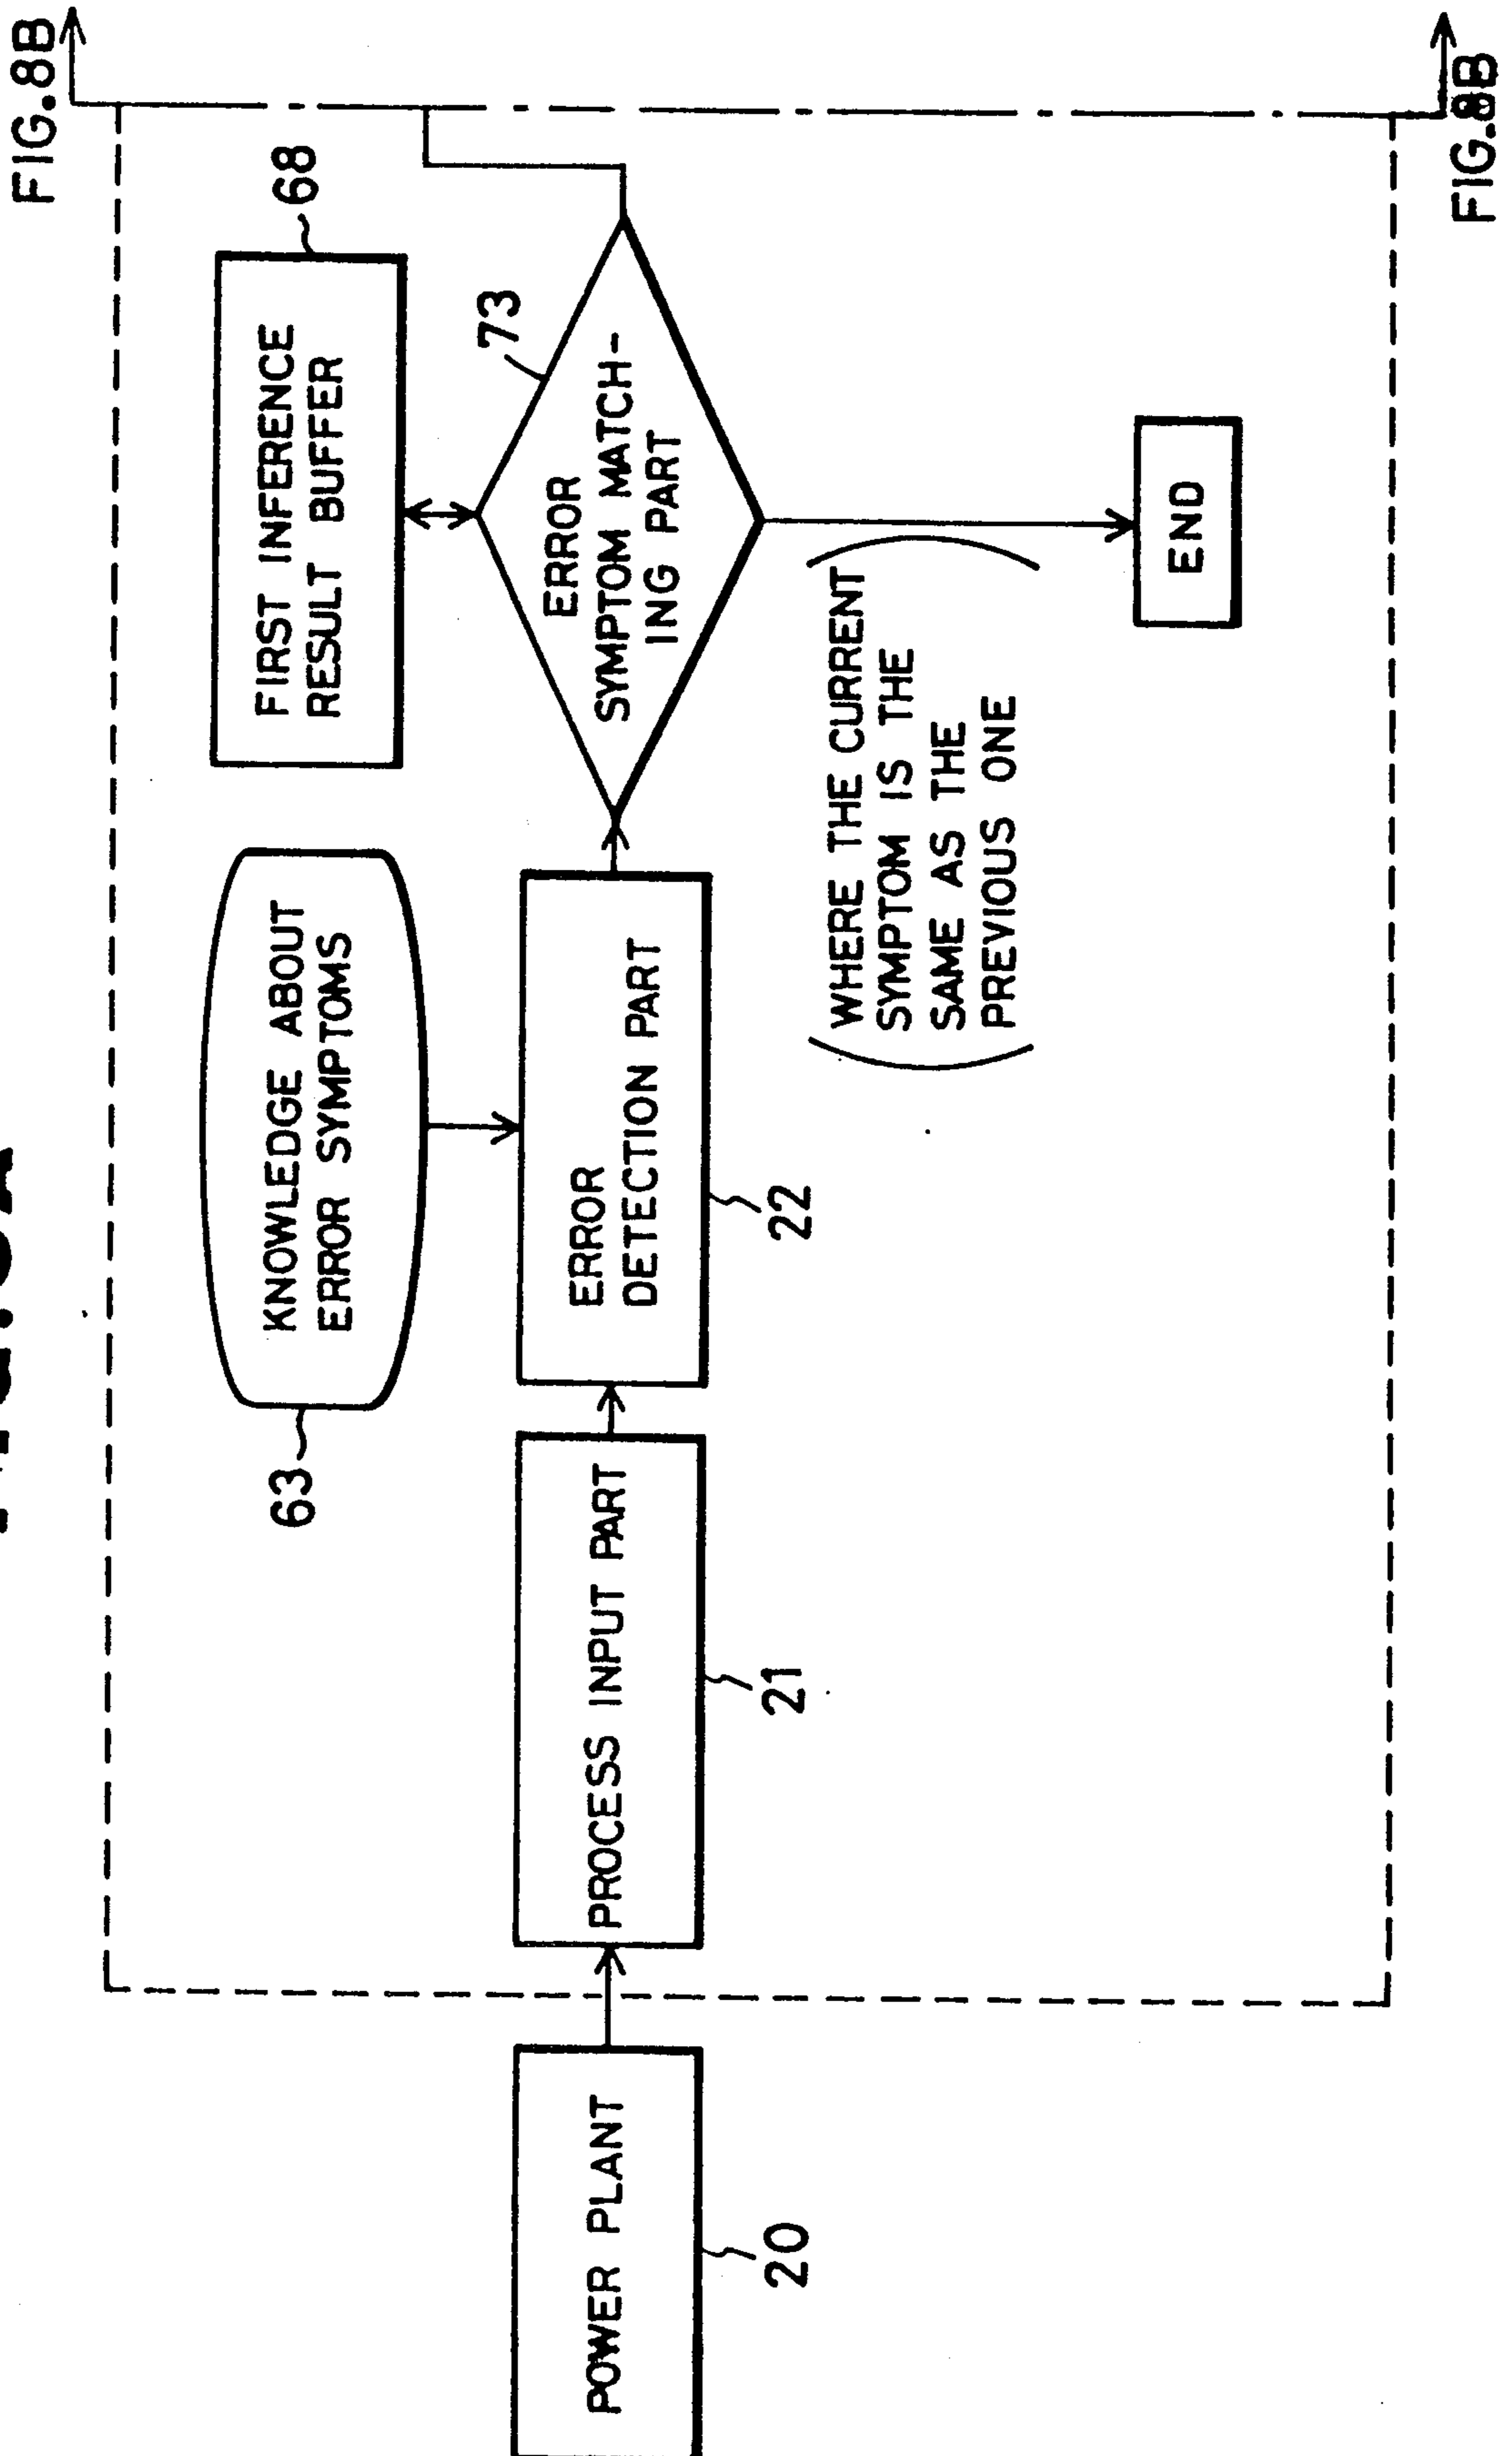 FIG.8B
68
FIRST INFERENCE
RESULT BUFFER
KNOWLEDGE ABOUT
ERROR SYMPTOMS
63
73
ERROR
SYMPTOM MATCH-
ING PART
ERROR
DETECTION PART
22
PROCESS INPUT PART
21
POWER PLANT
20
WHERE THE CURRENT
SYMPTOM IS THE
SAME AS THE
PREVIOUS ONE
END
FIG.8B